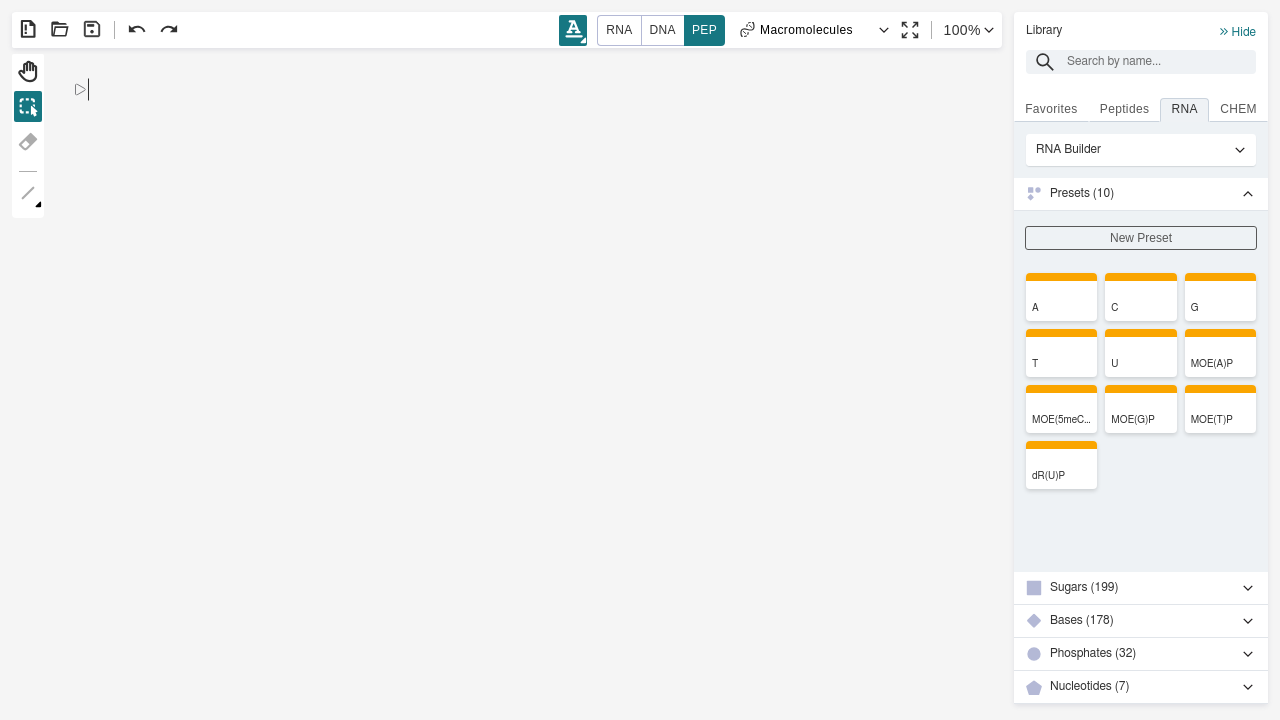 A RNA DNA PEP Macromolecules 100%
Library
Hide
Search by name...
Favorites Peptides RNA CHEM
RNA Builder
Presets (10)
New Preset
A C G
T U MOE(A)P
MOE(5meC... MOE(G)P MOE(T)P
dR(U)P
Sugars (199)
Bases (178)
Phosphates (32)
Nucleotides (7)